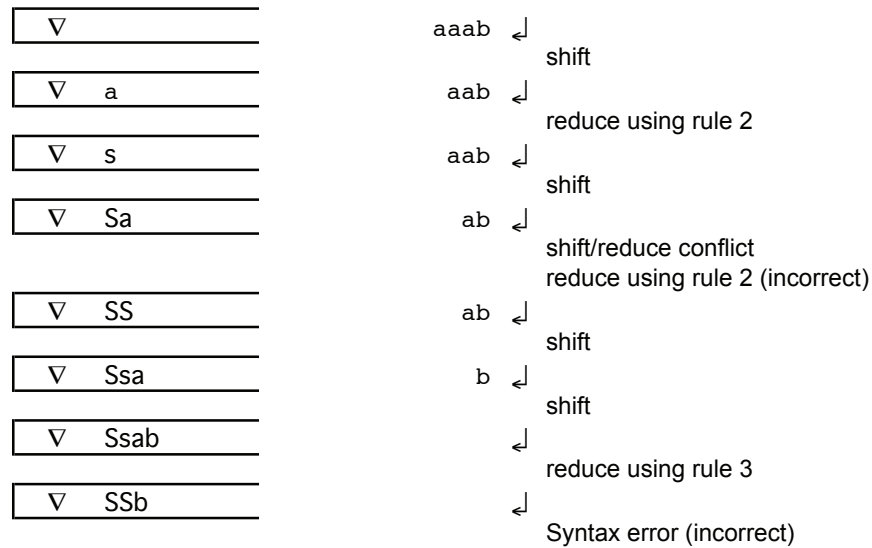 ∇ aaab ↵
shift
∇ a aab ↵
reduce using rule 2
∇ s aab ↵
shift
∇ Sa ab ↵
shift/reduce conflict
reduce using rule 2 (incorrect)
∇ SS ab ↵
shift
∇ Ssa b ↵
shift
∇ Ssab ↵
reduce using rule 3
∇ SSb ↵
Syntax error (incorrect)